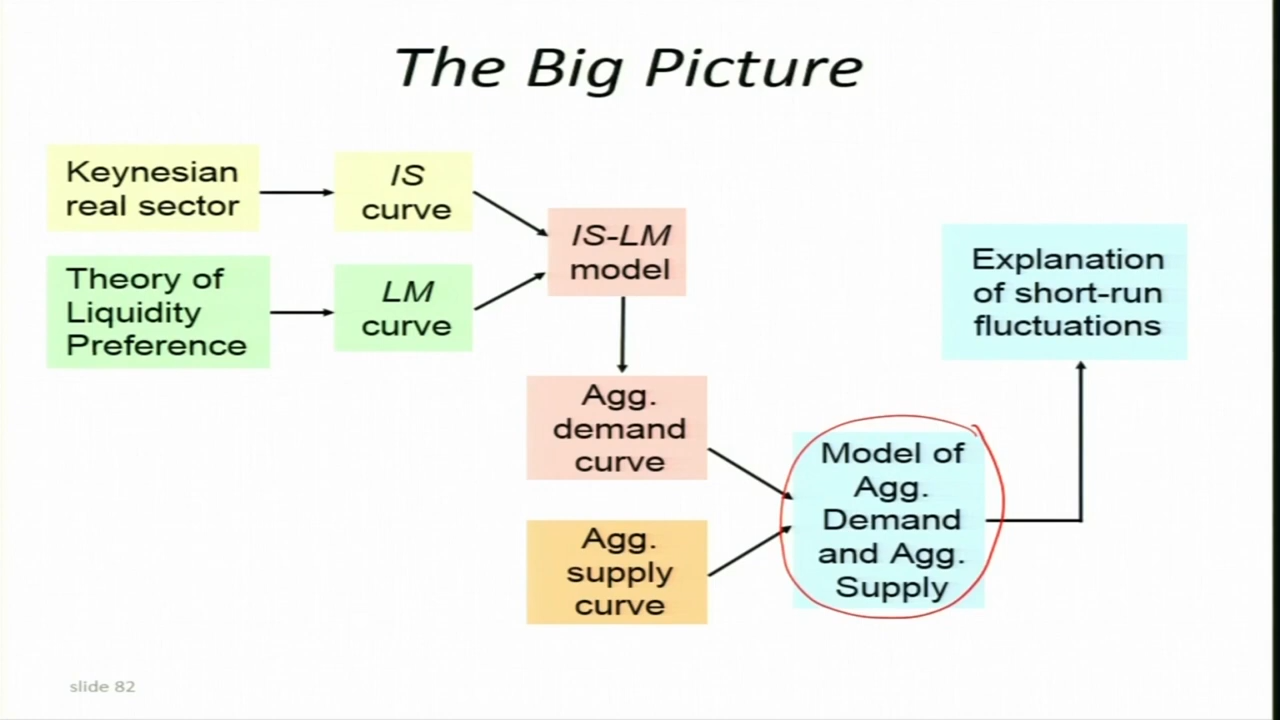 The Big Picture
Keynesian
real sector
IS
curve
Theory of
Liquidity
Preference
LM
curve
IS-LM
model
Explanation
of short-run
fluctuations
Agg.
demand
curve
Agg.
supply
curve
Model of
Agg.
Demand
and Agg.
Supply
slide 82